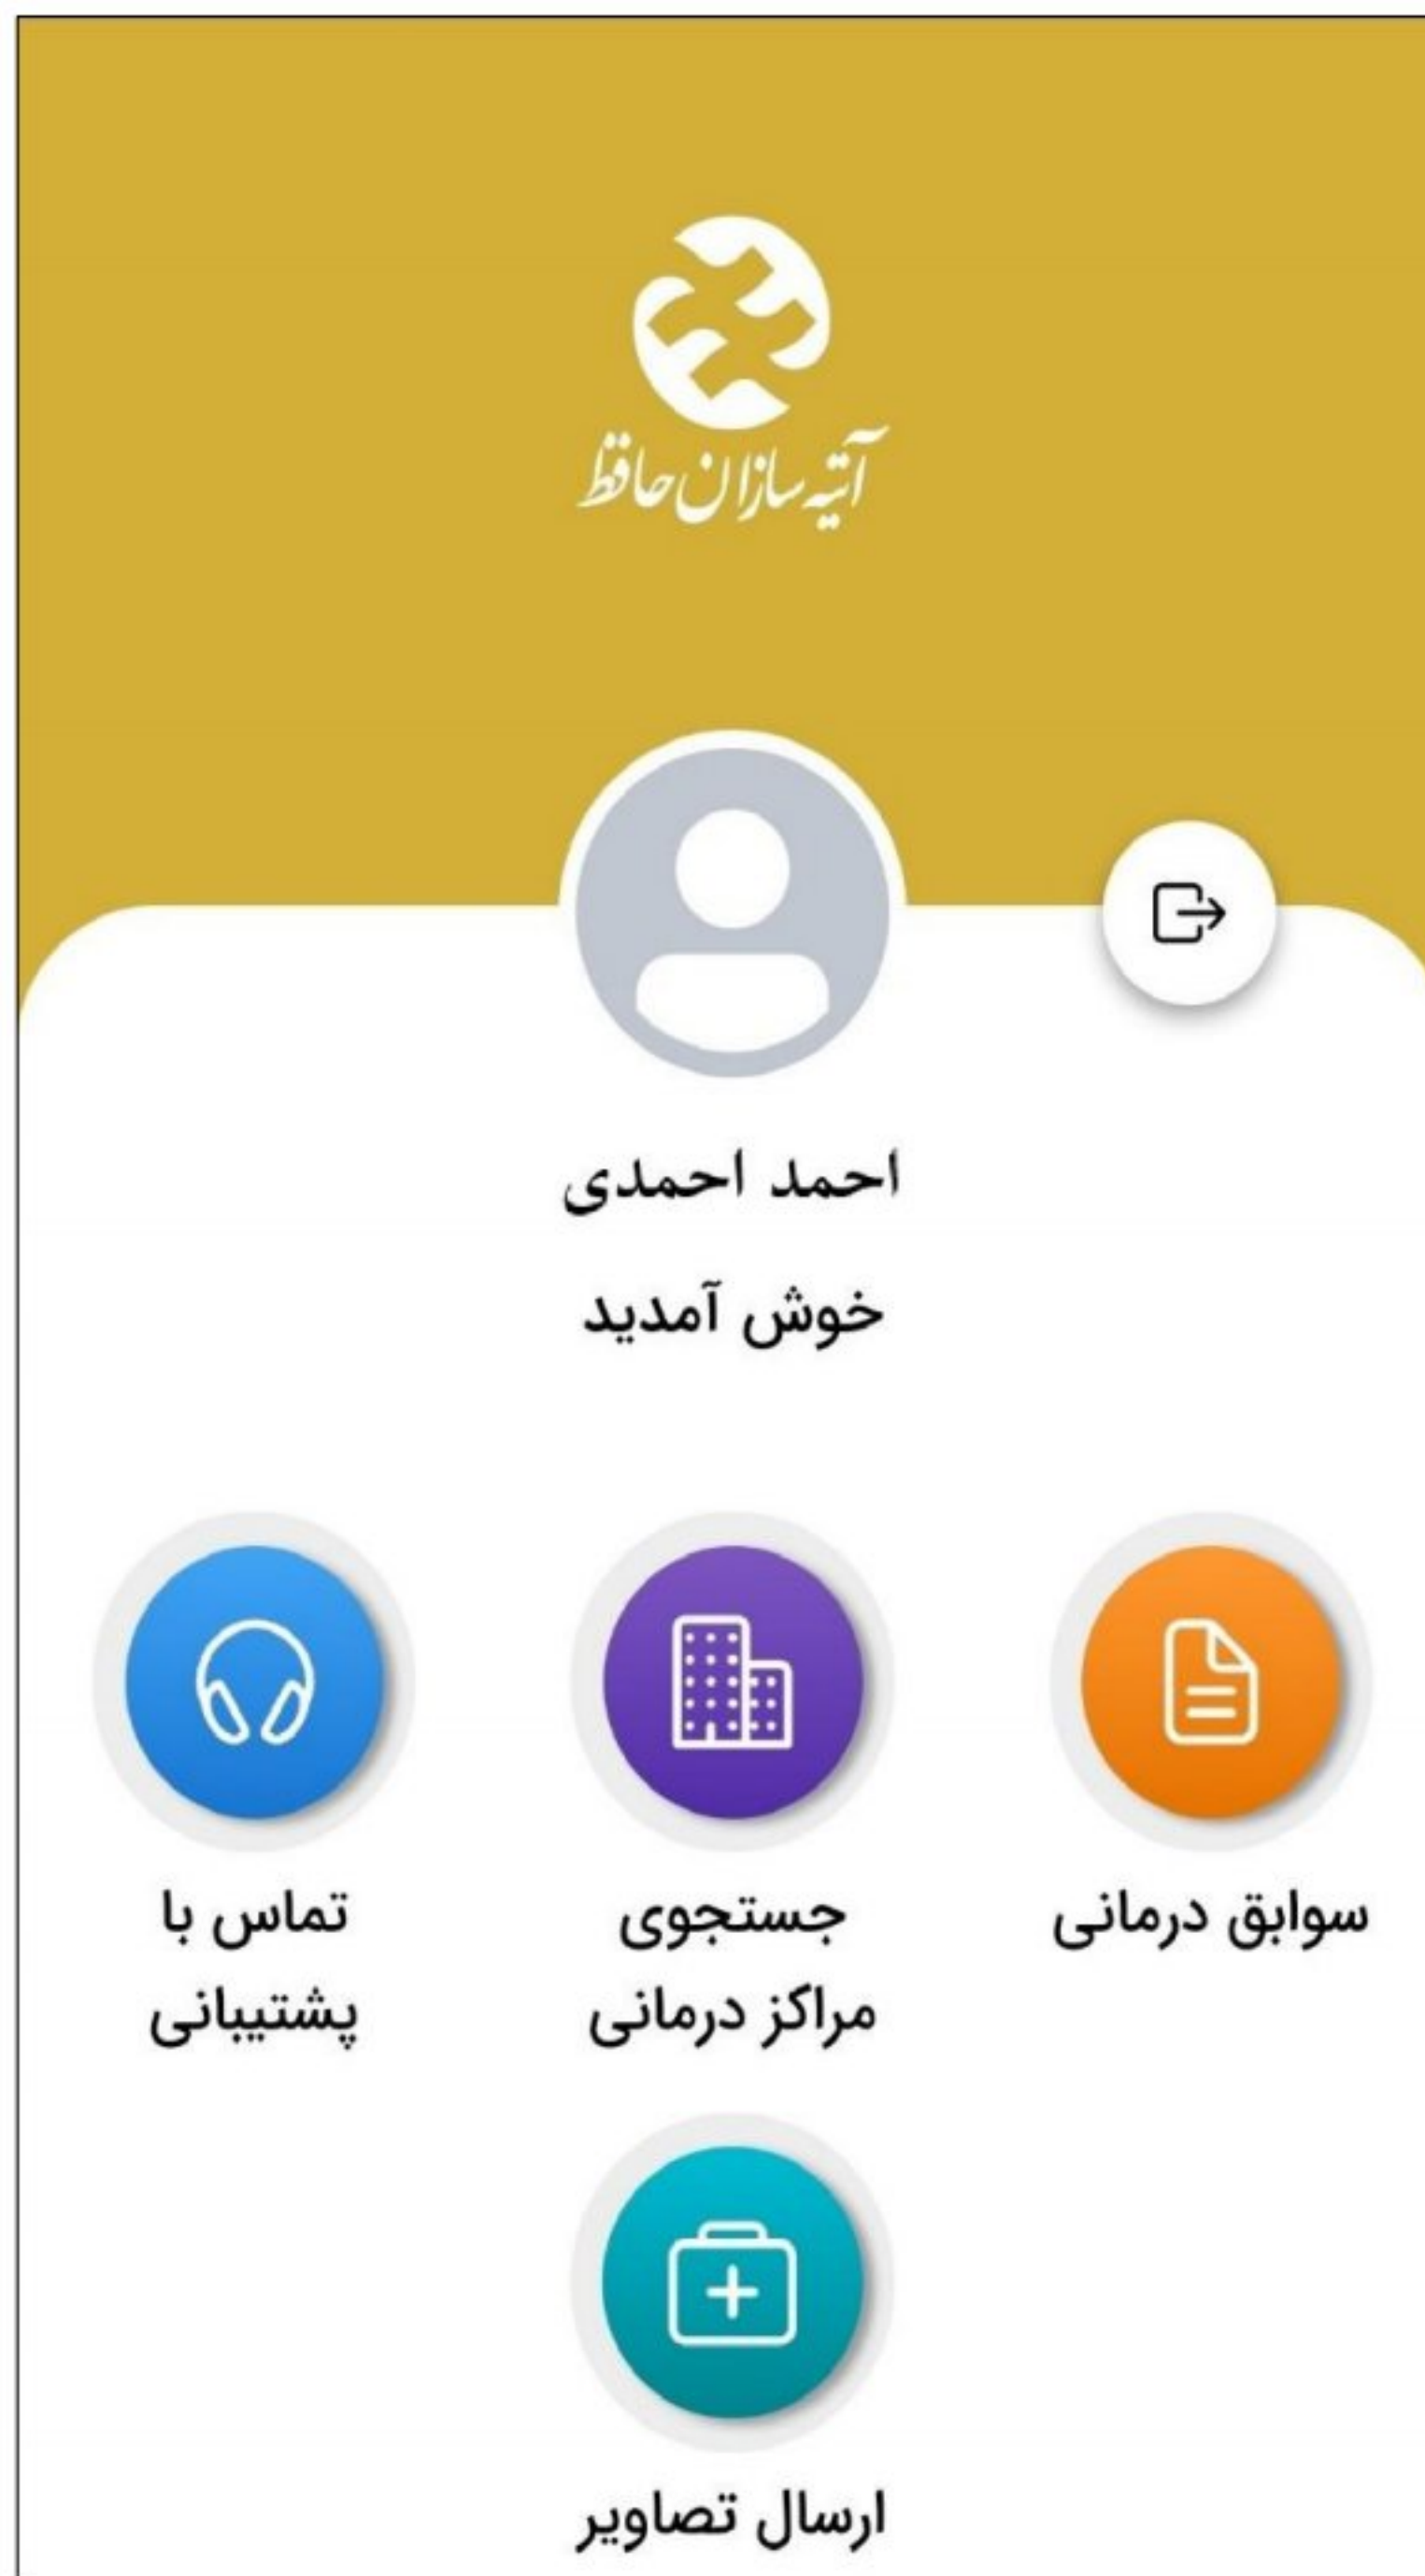 آتیه سازان حافظ
احمد احمدی
خوش آمدید
سوابق درمانی
جستجوی
مراکز درمانی
تماس با
پشتیبانی
ارسال تصاویر